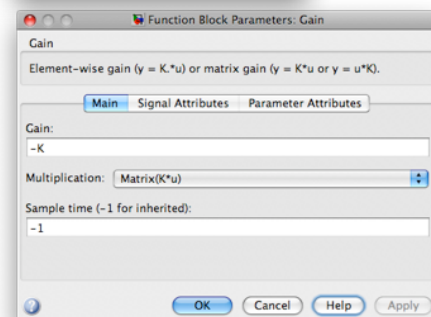 Function Block Parameters: Gain
Gain
Element-wise gain (y = K.*u) or matrix gain (y = K*u or y = u*K).
Main Signal Attributes Parameter Attributes
Gain:
-K
Multiplication: Matrix(K*u)
Sample time (-1 for inherited):
-1
? OK Cancel Help Apply